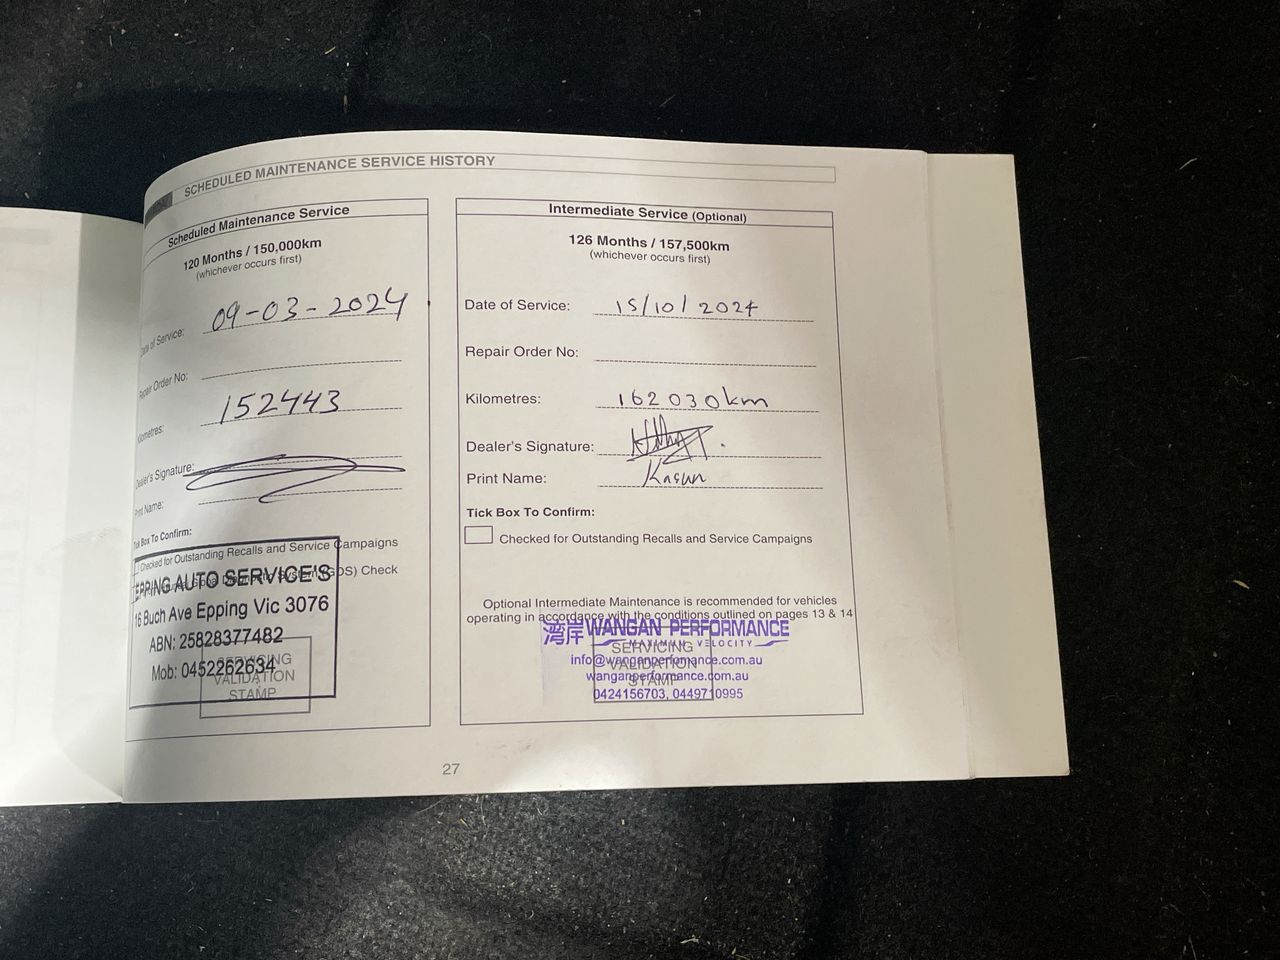 SCHEDULED MAINTENANCE SERVICE HISTORY
Scheduled Maintenance Service
120 Months / 150,000km
(whichever occurs first)
Date of Service: 09-03-2024
Repair Order No:
Kilometres: 152443
Dealer's Signature:
Print Name:
Tick Box To Confirm:
Checked for Outstanding Recalls and Service Campaigns
(GDS) Check
EPPING AUTO SERVICE'S
16 Buch Ave Epping Vic 3076
ABN: 25828377482
Mob: 0452262634
SERVICING
VALIDATION
STAMP
Intermediate Service (Optional)
126 Months / 157,500km
(whichever occurs first)
Date of Service: 15/10/2024
Repair Order No:
Kilometres: 162030km
Dealer's Signature:
Print Name: Kasun
Tick Box To Confirm:
Checked for Outstanding Recalls and Service Campaigns
Optional Intermediate Maintenance is recommended for vehicles
operating in accordance with the conditions outlined on pages 13 & 14
湾岸 WANGAN PERFORMANCE
MAXIMUM VELOCITY
info@wanganperformance.com.au
wanganperformance.com.au
0424156703, 0449710995
SERVICING
VALIDATION
STAMP
27